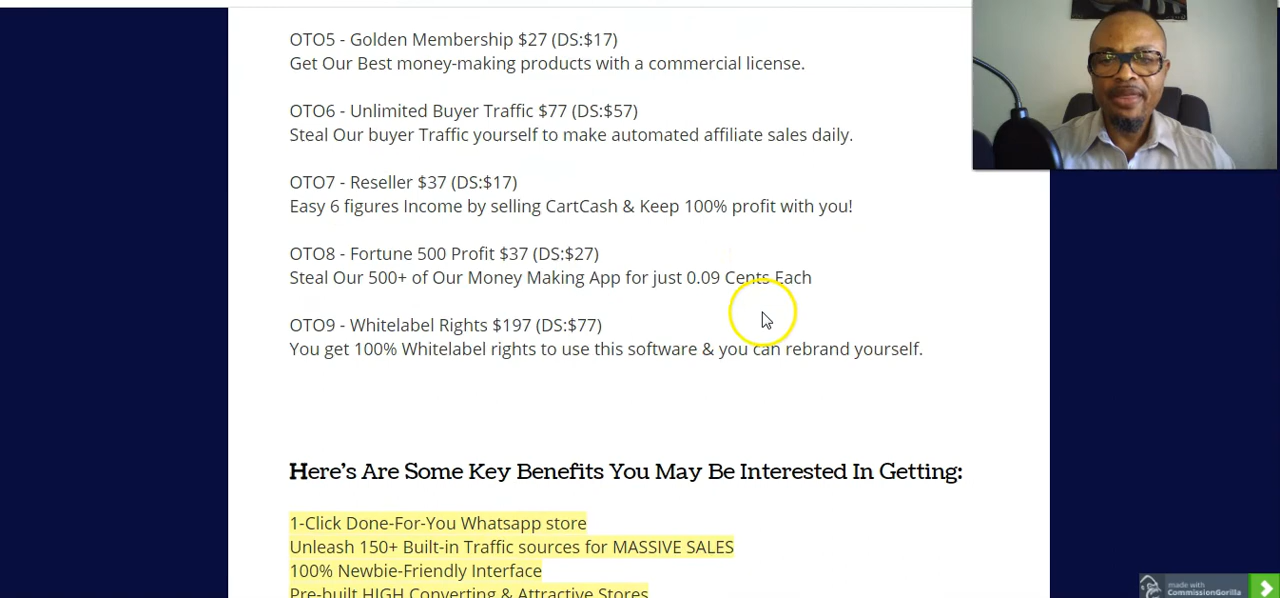 OTO5 - Golden Membership $27 (DS:$17)
Get Our Best money-making products with a commercial license.
OTO6 - Unlimited Buyer Traffic $77 (DS:$57)
Steal Our buyer Traffic yourself to make automated affiliate sales daily.
OTO7 - Reseller $37 (DS:$17)
Easy 6 figures Income by selling CartCash & Keep 100% profit with you!
OTO8 - Fortune 500 Profit $37 (DS:$27)
Steal Our 500+ of Our Money Making App for just 0.09 Cents Each
OTO9 - Whitelabel Rights $197 (DS:$77)
You get 100% Whitelabel rights to use this software & you can rebrand yourself.
Here's Are Some Key Benefits You May Be Interested In Getting:
1-Click Done-For-You Whatsapp store
Unleash 150+ Built-in Traffic sources for MASSIVE SALES
100% Newbie-Friendly Interface
Pre-built HIGH Converting & Attractive Stores
made with
CommissionGorilla